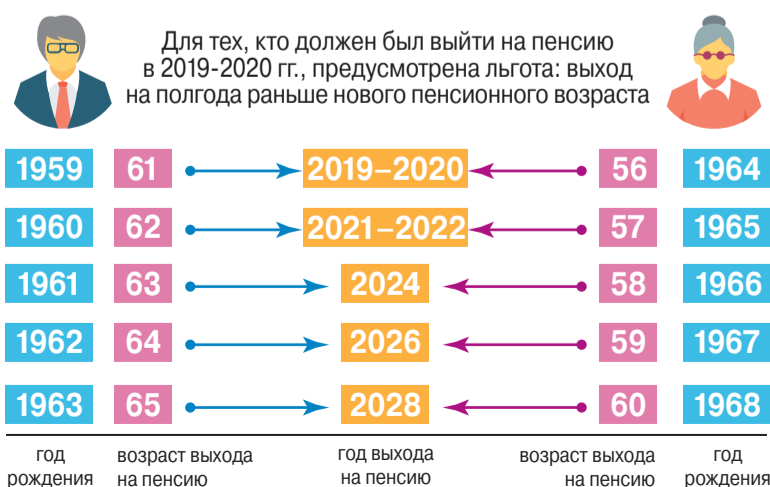 Для тех, кто должен был выйти на пенсию
в 2019-2020 гг., предусмотрена льгота: выход
на полгода раньше нового пенсионного возраста
1959 61 2019–2020 56 1964
1960 62 2021–2022 57 1965
1961 63 2024 58 1966
1962 64 2026 59 1967
1963 65 2028 60 1968
год возраст выхода год выхода возраст выхода год
рождения на пенсию на пенсию на пенсию рождения